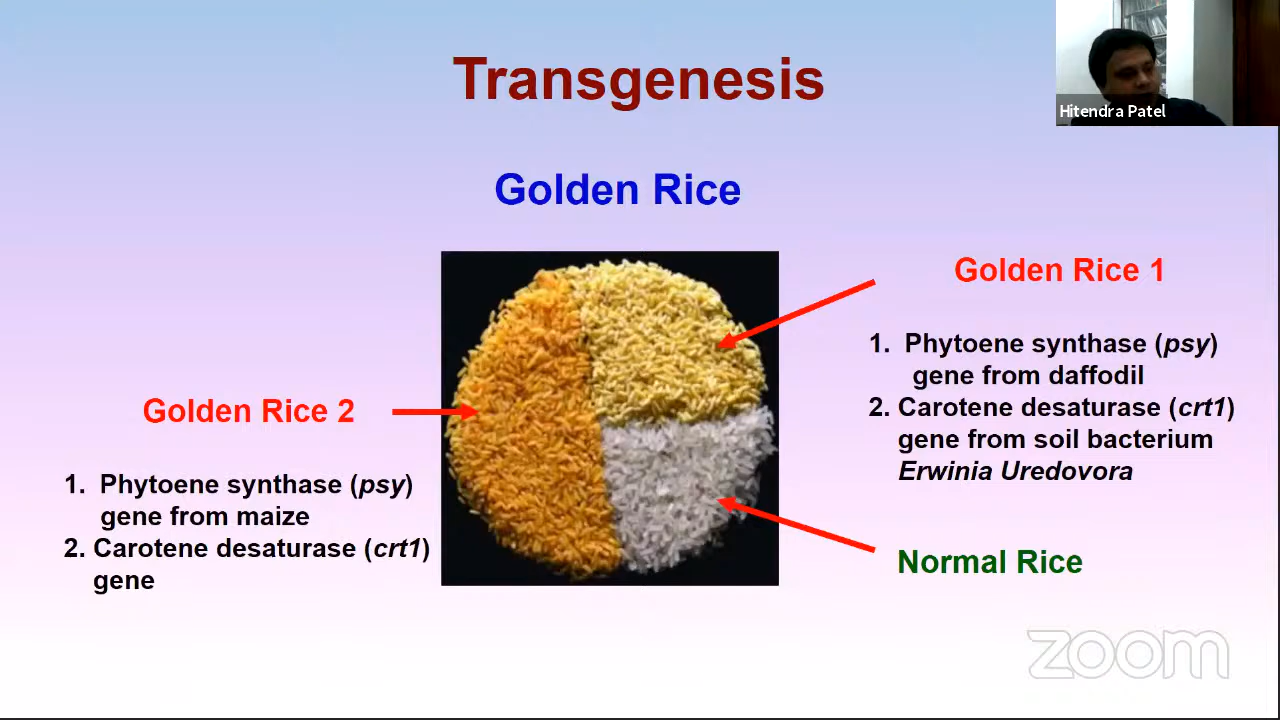 Transgenesis
Hitendra Patel
Golden Rice
Golden Rice 1
1. Phytoene synthase (psy)
gene from daffodil
2. Carotene desaturase (crt1)
gene from soil bacterium
Erwinia Uredovora
Golden Rice 2
1. Phytoene synthase (psy)
gene from maize
2. Carotene desaturase (crt1)
gene
Normal Rice
zoom